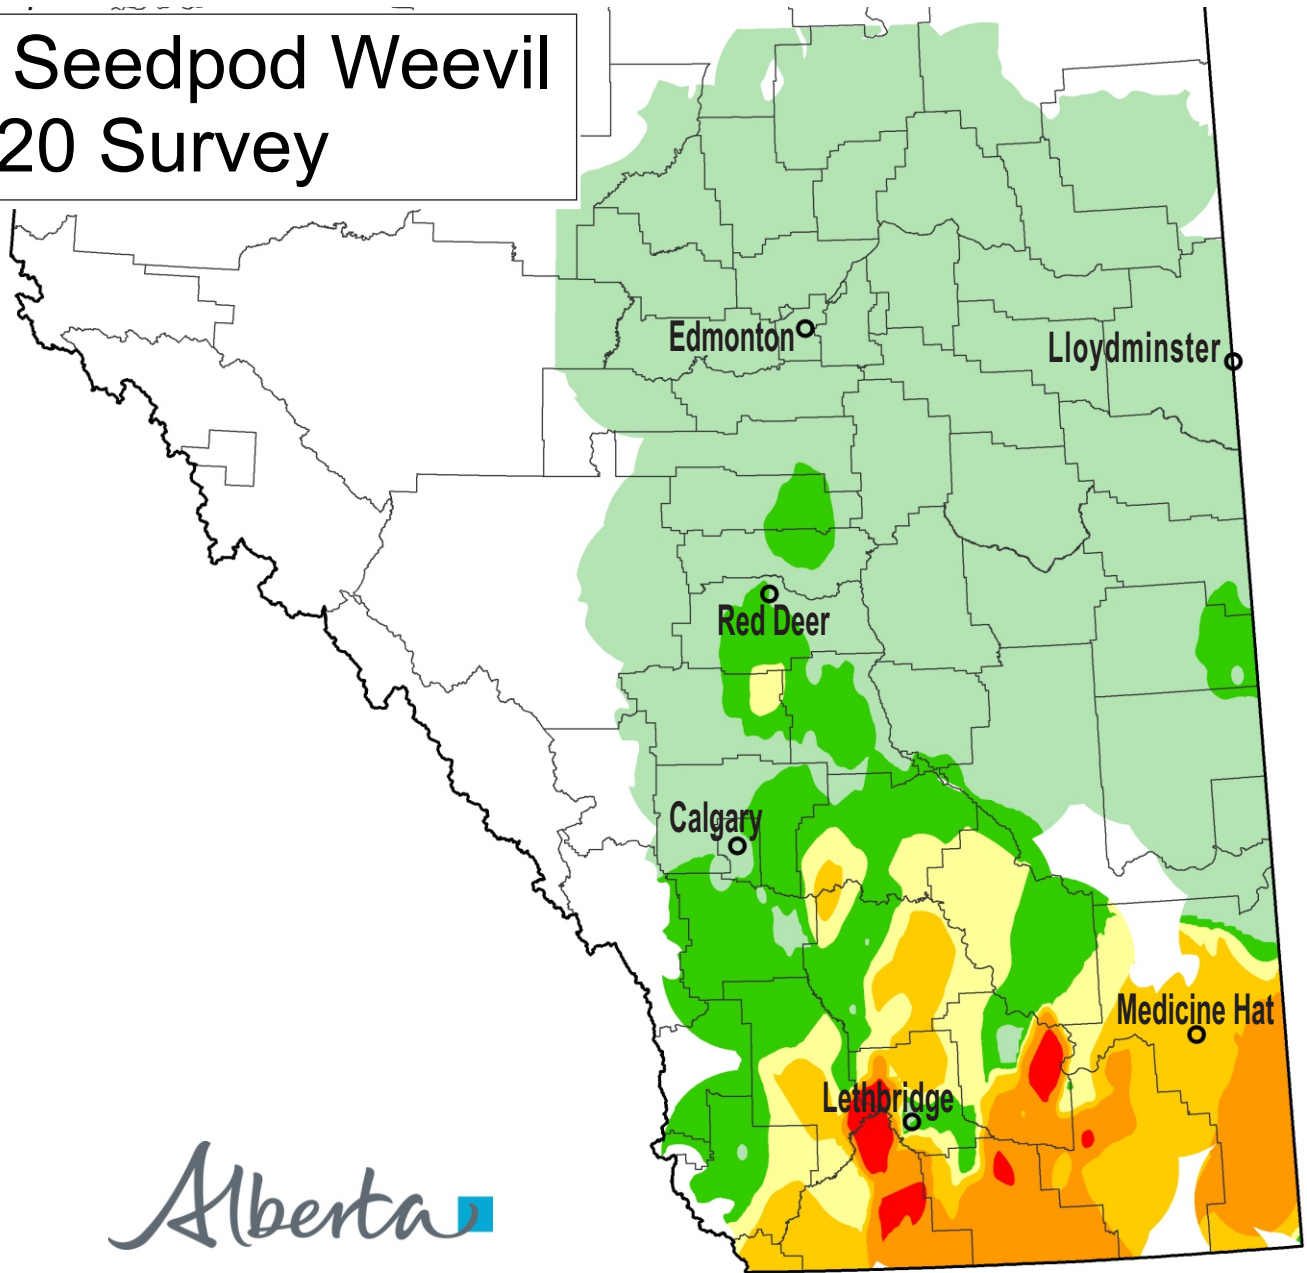 Seedpod Weevil
20 Survey
Edmonton
Lloydminster
Red Deer
Calgary
Medicine Hat
Lethbridge
Alberta